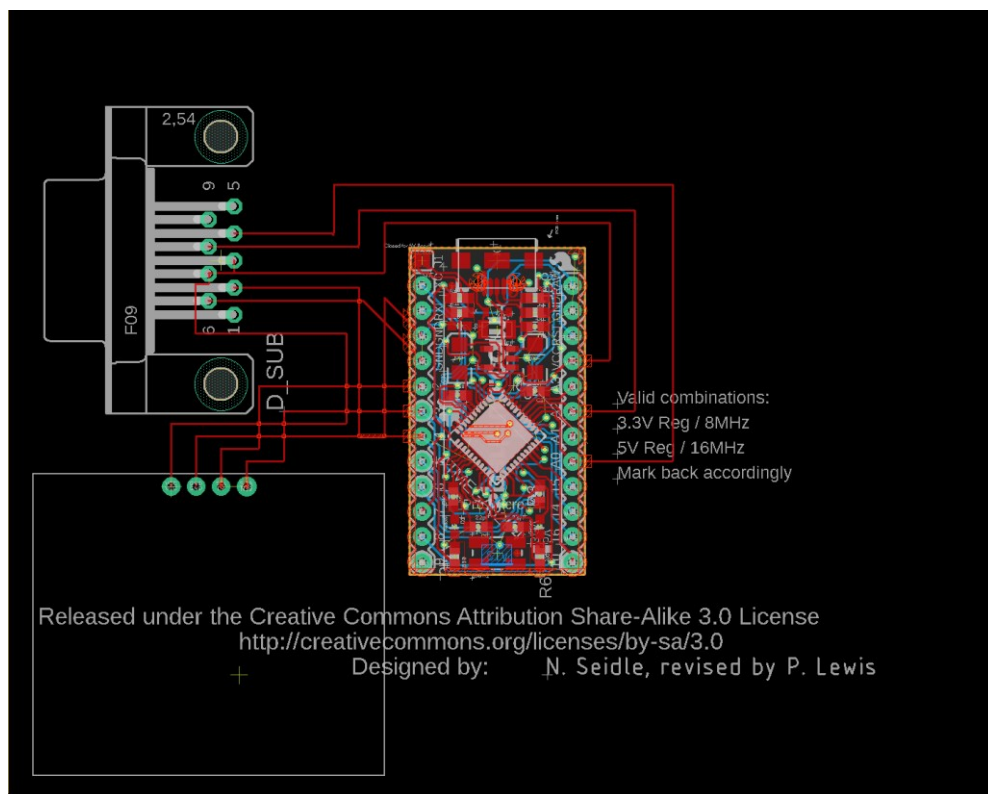 2,54
9
5
F09
6
1
D_SUB
Valid combinations:
3.3V Reg / 8MHz
5V Reg / 16MHz
Mark back accordingly
R6
Released under the Creative Commons Attribution Share-Alike 3.0 License
http://creativecommons.org/licenses/by-sa/3.0
Designed by: N. Seidle, revised by P. Lewis